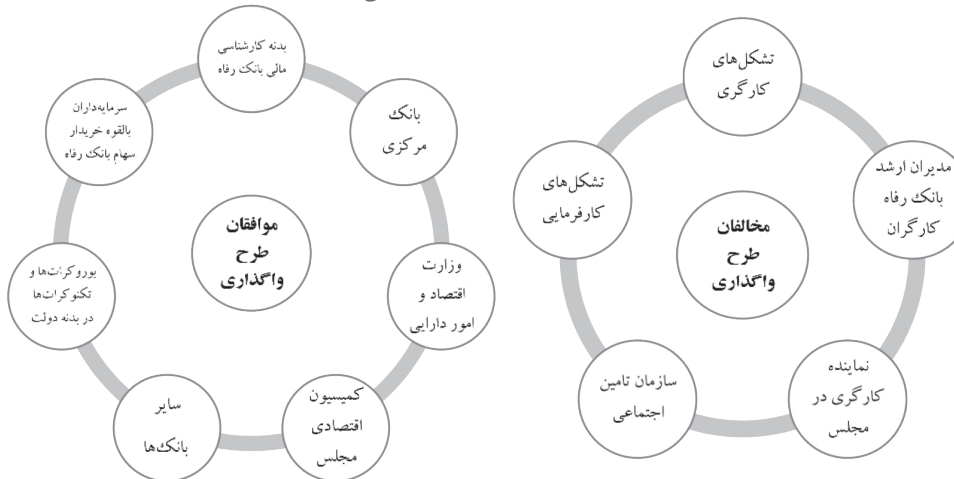 بدنه کارشناسی
مالی بانک رفاه
بانک
مرکزی
وزارت
اقتصاد و
امور دارایی
کمیسیون
اقتصادی
مجلس
سایر
بانک‌ها
بوروکرات‌ها و
تکنوکرات‌ها
در بدنه دولت
سرمایه‌داران
بالقوه خریدار
سهام بانک رفاه
موافقان
طرح
واگذاری
تشکل‌های
کارگری
مدیران ارشد
بانک رفاه
کارگران
نماینده
کارگری در
مجلس
سازمان تامین
اجتماعی
تشکل‌های
کارفرمایی
مخالفان
طرح
واگذاری